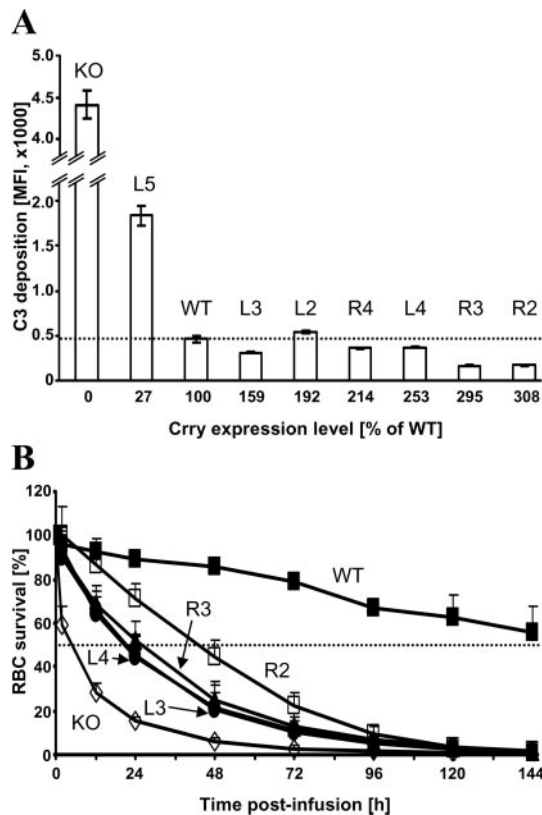 A
C3 deposition [MFI, x1000]
5.0
4.5
4.0
2.0
1.0
0.5
0
KO
L5
WT
L3
L2
R4
L4
R3
R2
0 27 100 159 192 214 253 295 308
Crry expression level [% of WT]
B
RBC survival [%]
120
100
80
60
40
20
0
WT
R3
R2
L4
L3
KO
0 24 48 72 96 120 144
Time post-infusion [h]